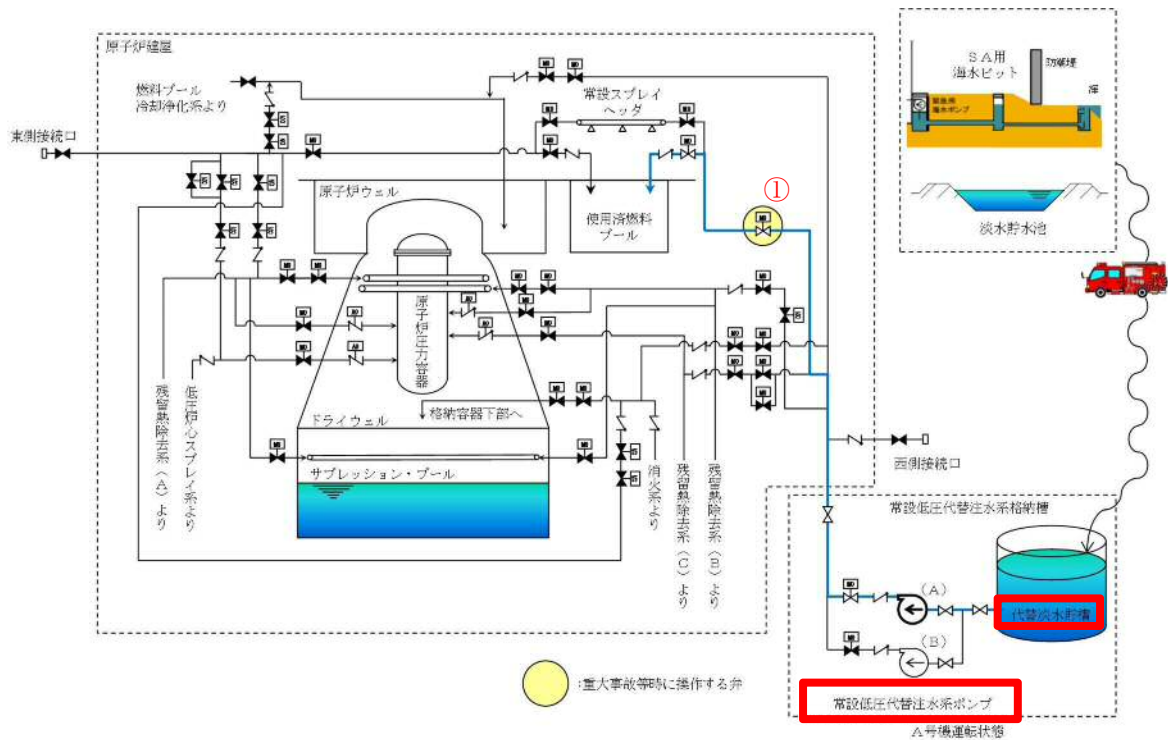 原子炉建屋
燃料プール
冷却浄化系より
東側接続口
常設スプレイ
ヘッダ
原子炉ウェル
使用済燃料
プール
①
原子炉圧力容器
ドライウェル
格納容器下部へ
サプレッション・プール
残留熱除去系(A)より
低圧炉心スプレイ系より
消火系より
残留熱除去系(C)より
残留熱除去系(B)より
西側接続口
SA用
海水ピット
防潮堤
海水ポンプ
淡水貯水池
常設低圧代替注水系格納槽
(A)
(B)
代替淡水貯槽
常設低圧代替注水系ポンプ
A号機運転状態
:重大事故等時に操作する弁